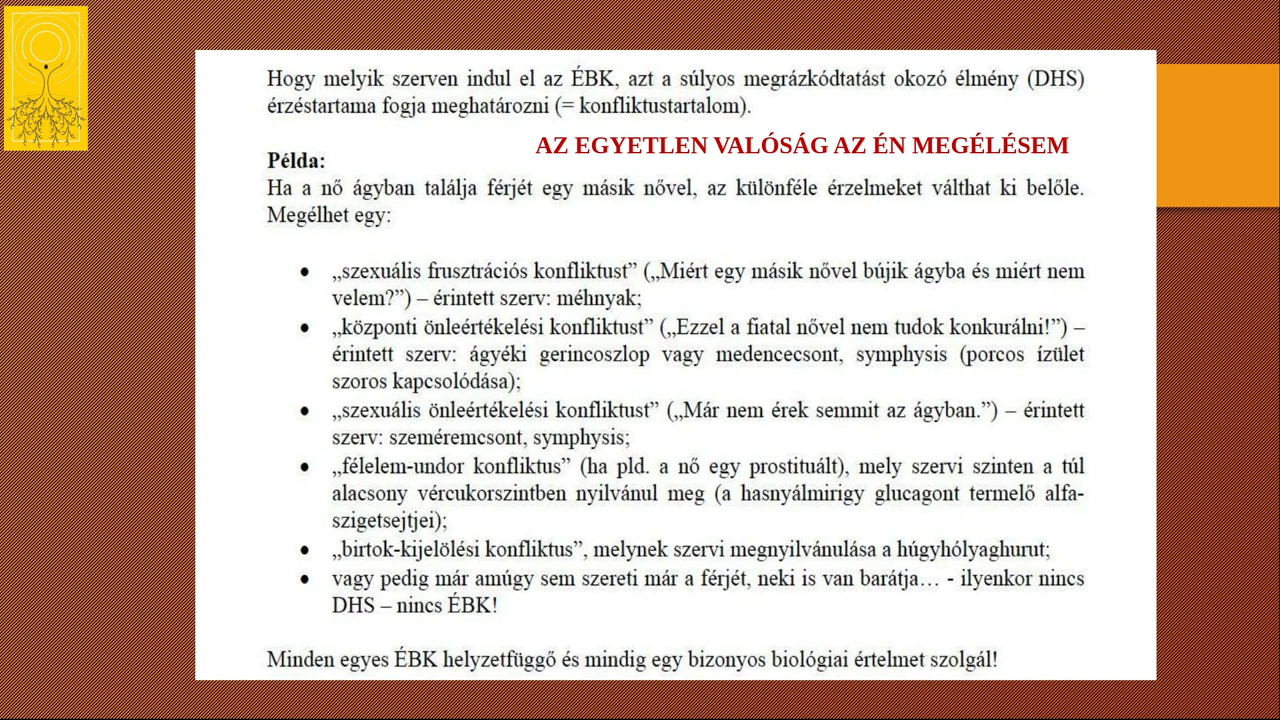 Hogy melyik szerven indul el az ÉBK, azt a súlyos megrázkódtatást okozó élmény (DHS)
érzéstartama fogja meghatározni (= konfliktustartalom).
AZ EGYETLEN VALÓSÁG AZ ÉN MEGÉLÉSEM
Példa:
Ha a nő ágyban találja férjét egy másik nővel, az különféle érzelmeket válthat ki belőle.
Megélhet egy:
• „szexuális frusztrációs konfliktust” („Miért egy másik nővel bújik ágyba és miért nem
velem?”) – érintett szerv: méhnyak;
• „központi önleértékelési konfliktust” („Ezzel a fiatal nővel nem tudok konkurálni!”) –
érintett szerv: ágyéki gerincoszlop vagy medencecsont, symphysis (porcos ízület
szoros kapcsolódása);
• „szexuális önleértékelési konfliktust” („Már nem érek semmit az ágyban.”) – érintett
szerv: szeméremcsont, symphysis;
• „félelem-undor konfliktus” (ha pld. a nő egy prostituált), mely szervi szinten a túl
alacsony vércukorszintben nyilvánul meg (a hasnyálmirigy glucagont termelő alfa-
szigetsejtjei);
• „birtok-kijelölési konfliktus”, melynek szervi megnyilvánulása a húgyhólyaghurut;
• vagy pedig már amúgy sem szereti már a férjét, neki is van barátja… - ilyenkor nincs
DHS – nincs ÉBK!
Minden egyes ÉBK helyzetfüggő és mindig egy bizonyos biológiai értelmet szolgál!